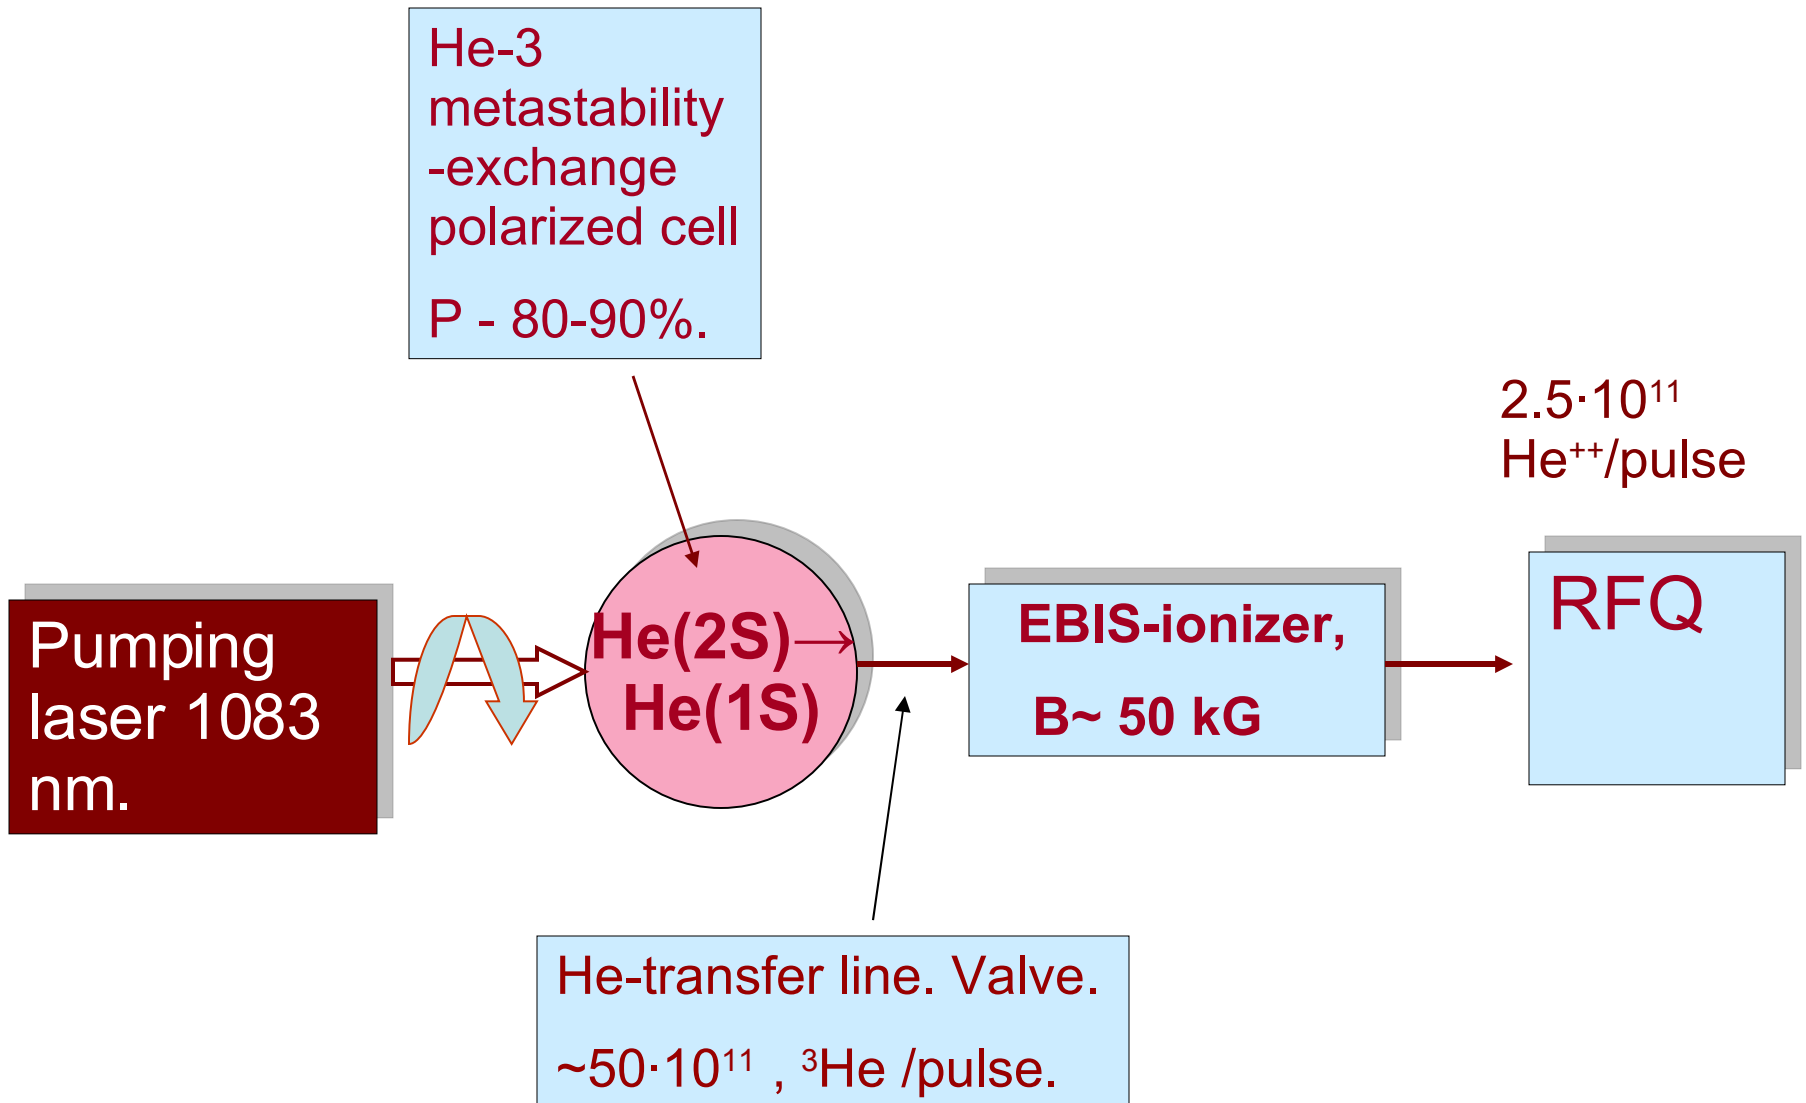 He-3
metastability
-exchange
polarized cell
P - 80-90%.
2.5·10¹¹
He⁺⁺/pulse
Pumping
laser 1083
nm.
He(2S)→
He(1S)
EBIS-ionizer,
B~ 50 kG
RFQ
He-transfer line. Valve.
~50·10¹¹ , ³He /pulse.